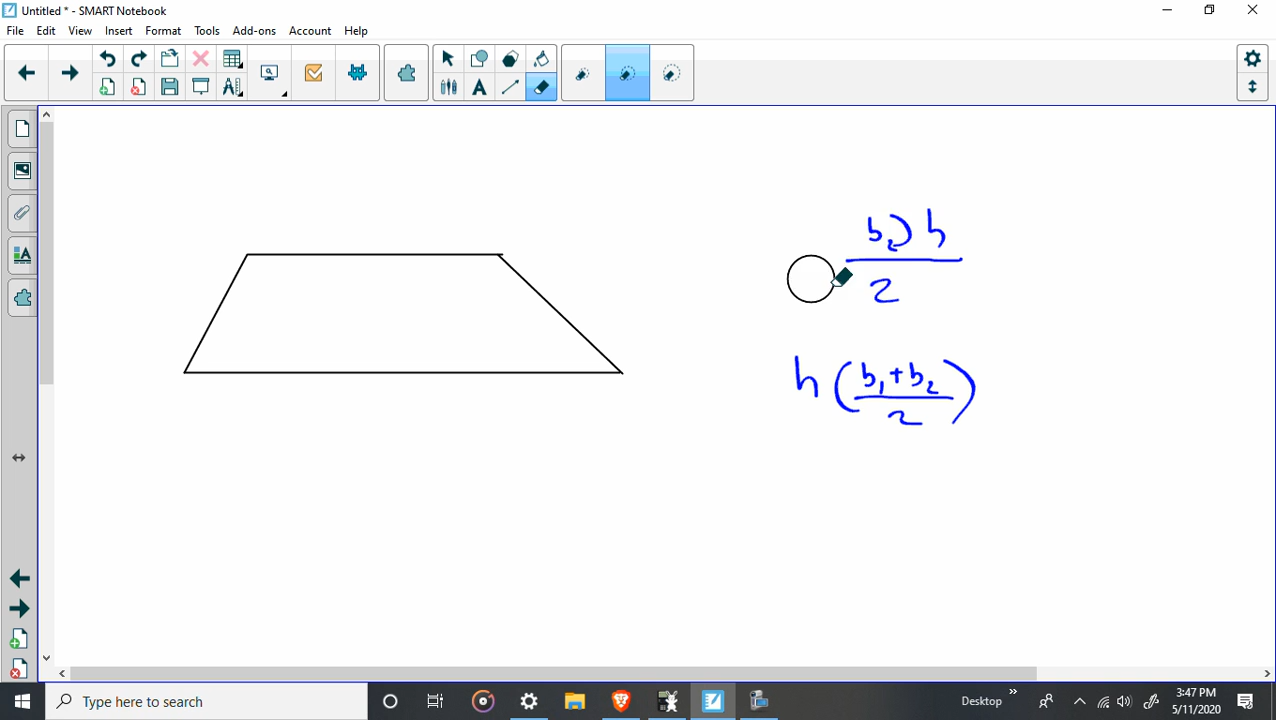 Untitled * - SMART Notebook
File Edit View Insert Format Tools Add-ons Account Help
b₂) h
2
h (b₁+b₂
2)
Type here to search
Desktop
3:47 PM
5/11/2020